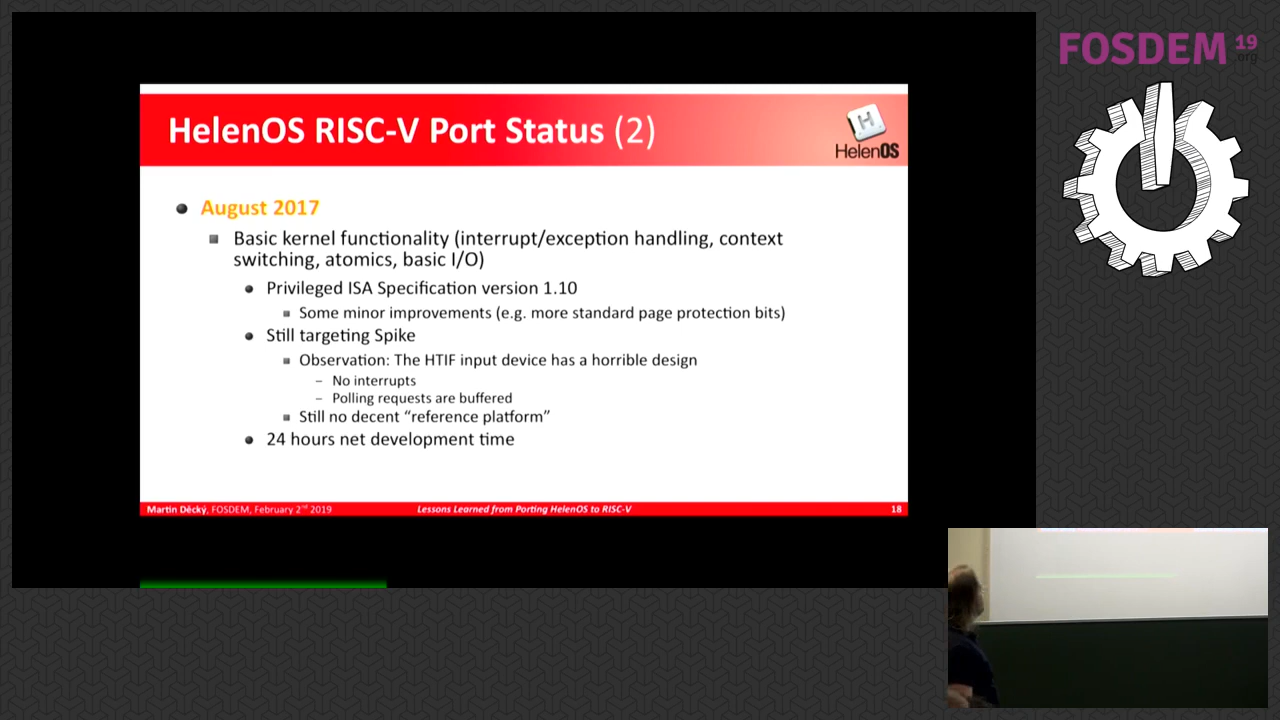 FOSDEM 19
.org
HelenOS RISC-V Port Status (2)
H
HelenOS
August 2017
Basic kernel functionality (interrupt/exception handling, context
switching, atomics, basic I/O)
Privileged ISA Specification version 1.10
Some minor improvements (e.g. more standard page protection bits)
Still targeting Spike
Observation: The HTIF input device has a horrible design
– No interrupts
– Polling requests are buffered
Still no decent “reference platform”
24 hours net development time
Martin Děcký, FOSDEM, February 2nd 2019
Lessons Learned from Porting HelenOS to RISC-V
18